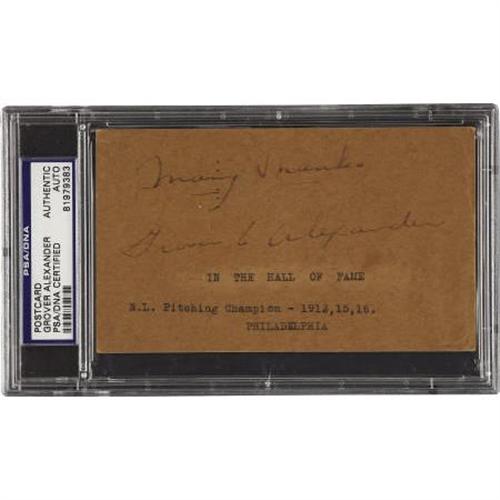 PSA/DNA
POSTCARD
GROVER ALEXANDER
PSA/DNA CERTIFIED
AUTHENTIC
AUTO
81979383
Many Thanks
Grover C Alexander
IN THE HALL OF FAME
N.L. Pitching Champion - 1912,15,16.
PHILADELPHIA